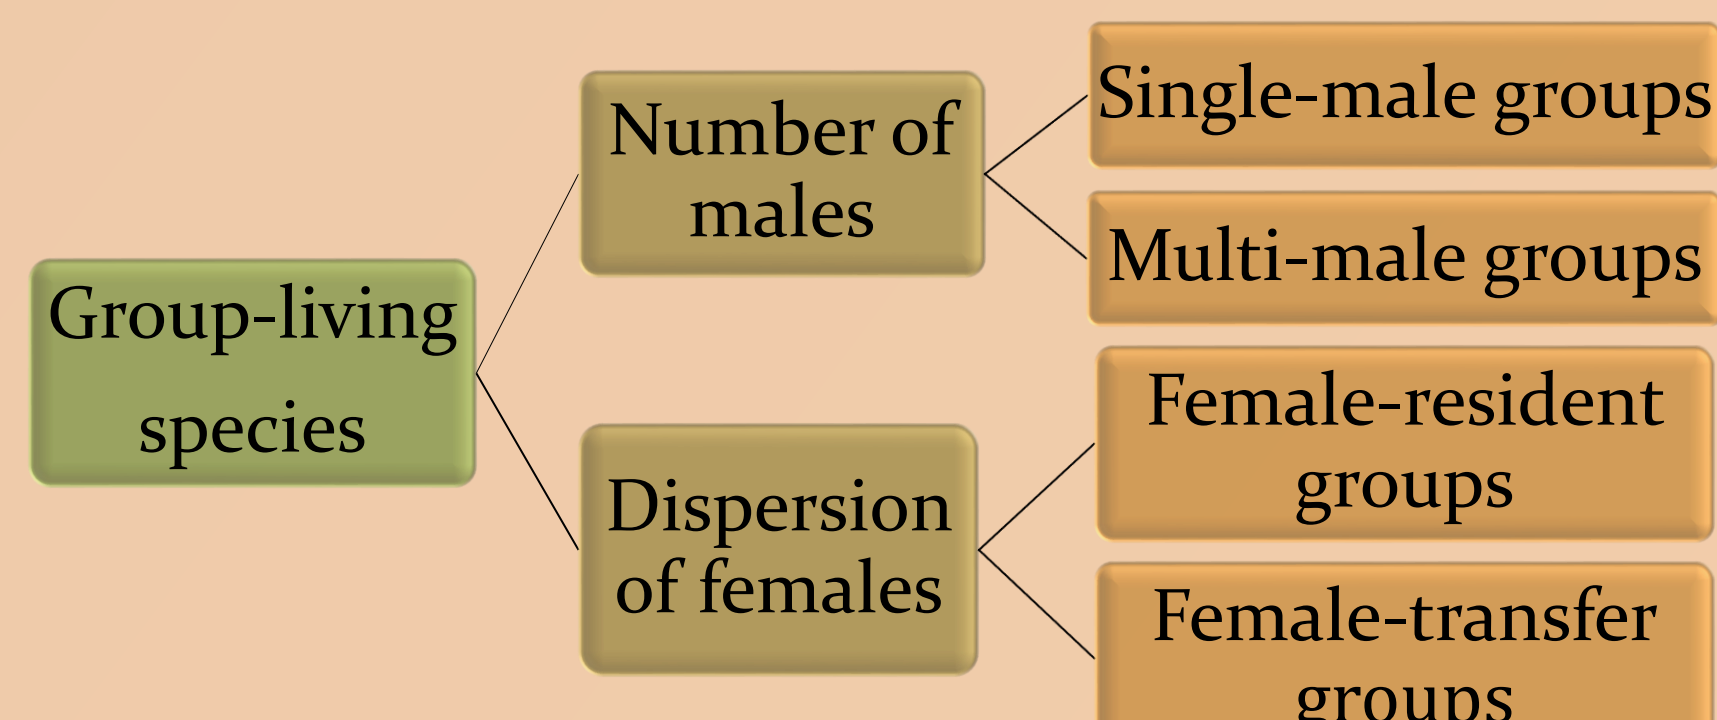 Group-living
species
Number of
males
Single-male groups
Multi-male groups
Dispersion
of females
Female-resident
groups
Female-transfer
groups